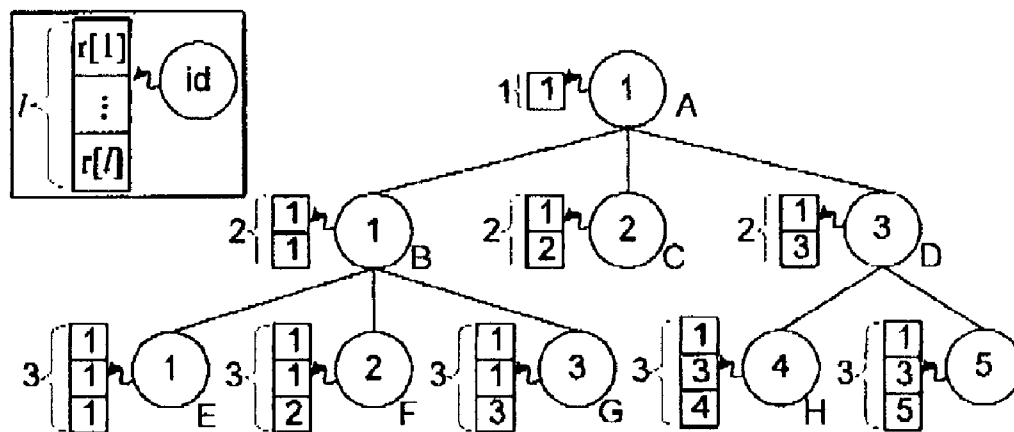 r[1]
id
l
⋮
r[l]
1 1 1 A
2 1 1 1 B
2 1 2 2 C
2 1 3 3 D
3 1 1 1 1 E
3 1 1 2 2 F
3 1 1 3 3 G
3 1 3 4 4 H
3 1 3 5 5